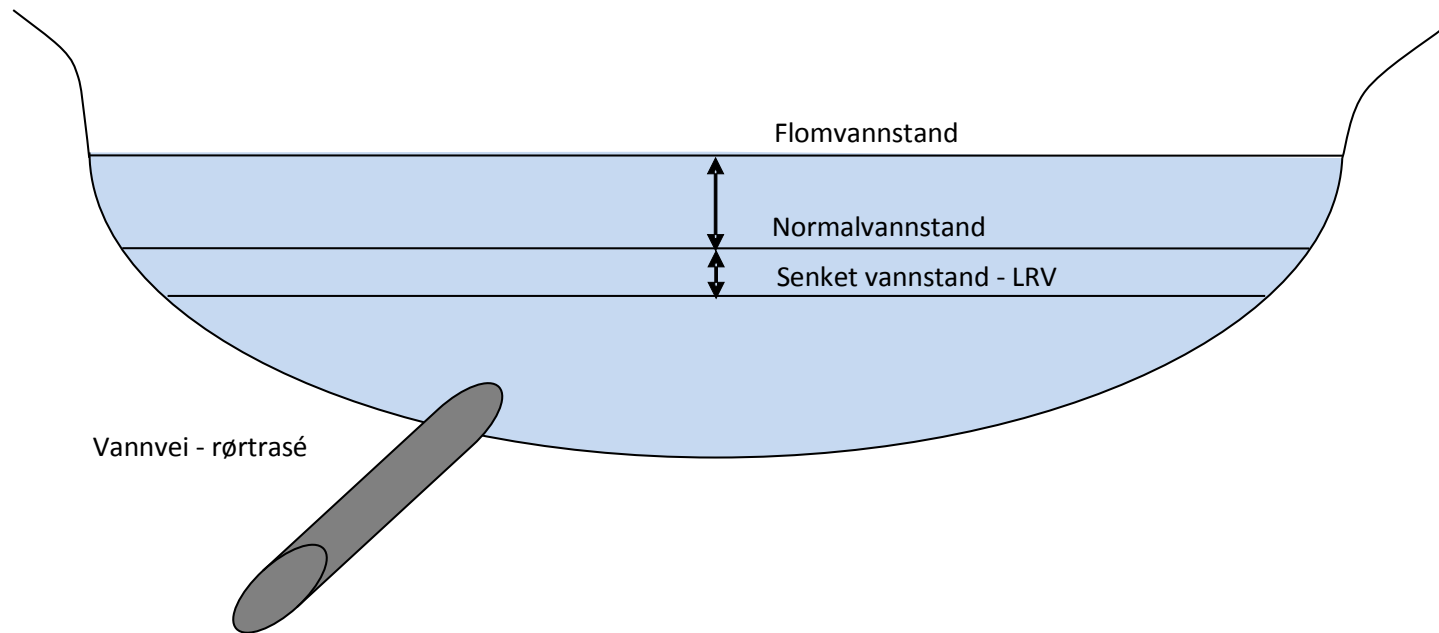 Flomvannstand
Normalvannstand
Senket vannstand - LRV
Vannvei - rørtrasé